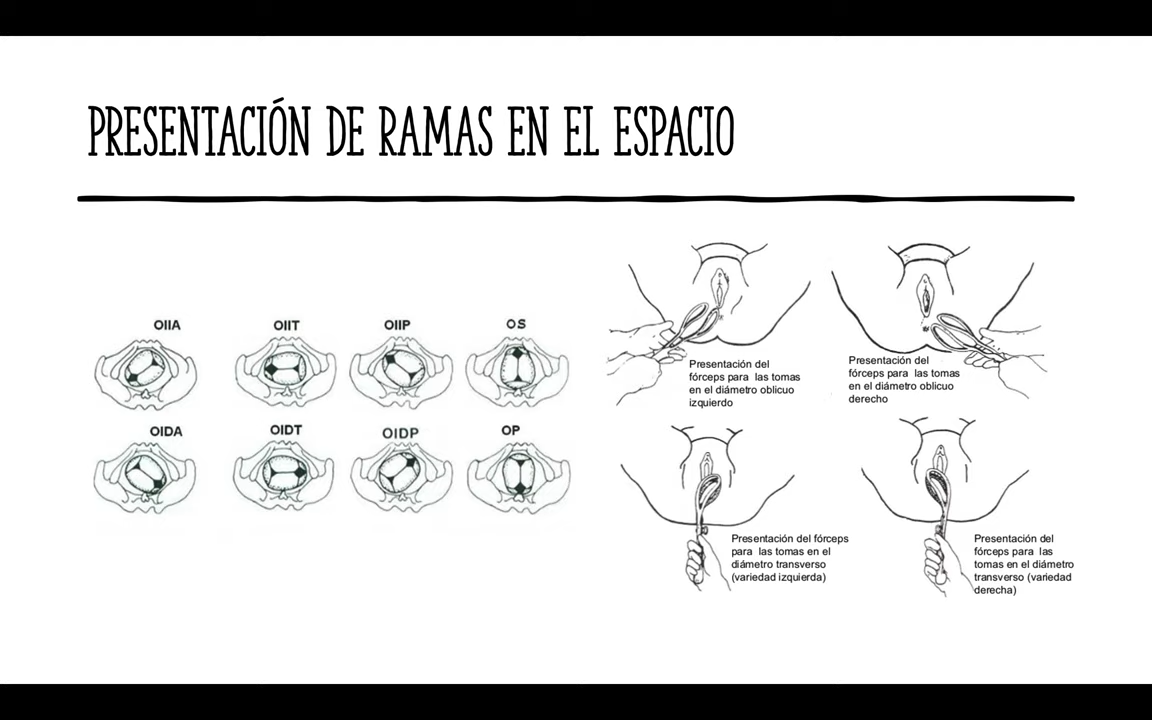 PRESENTACIÓN DE RAMAS EN EL ESPACIO
OIIA
OIIT
OIIP
OS
OIDA
OIDT
OIDP
OP
Presentación del
fórceps para las tomas
en el diámetro oblicuo
izquierdo
Presentación del
fórceps para las tomas
en el diámetro oblicuo
derecho
Presentación del fórceps
para las tomas en el
diámetro transverso
(variedad izquierda)
Presentación del
fórceps para las
tomas en el diámetro
transverso (variedad
derecha)